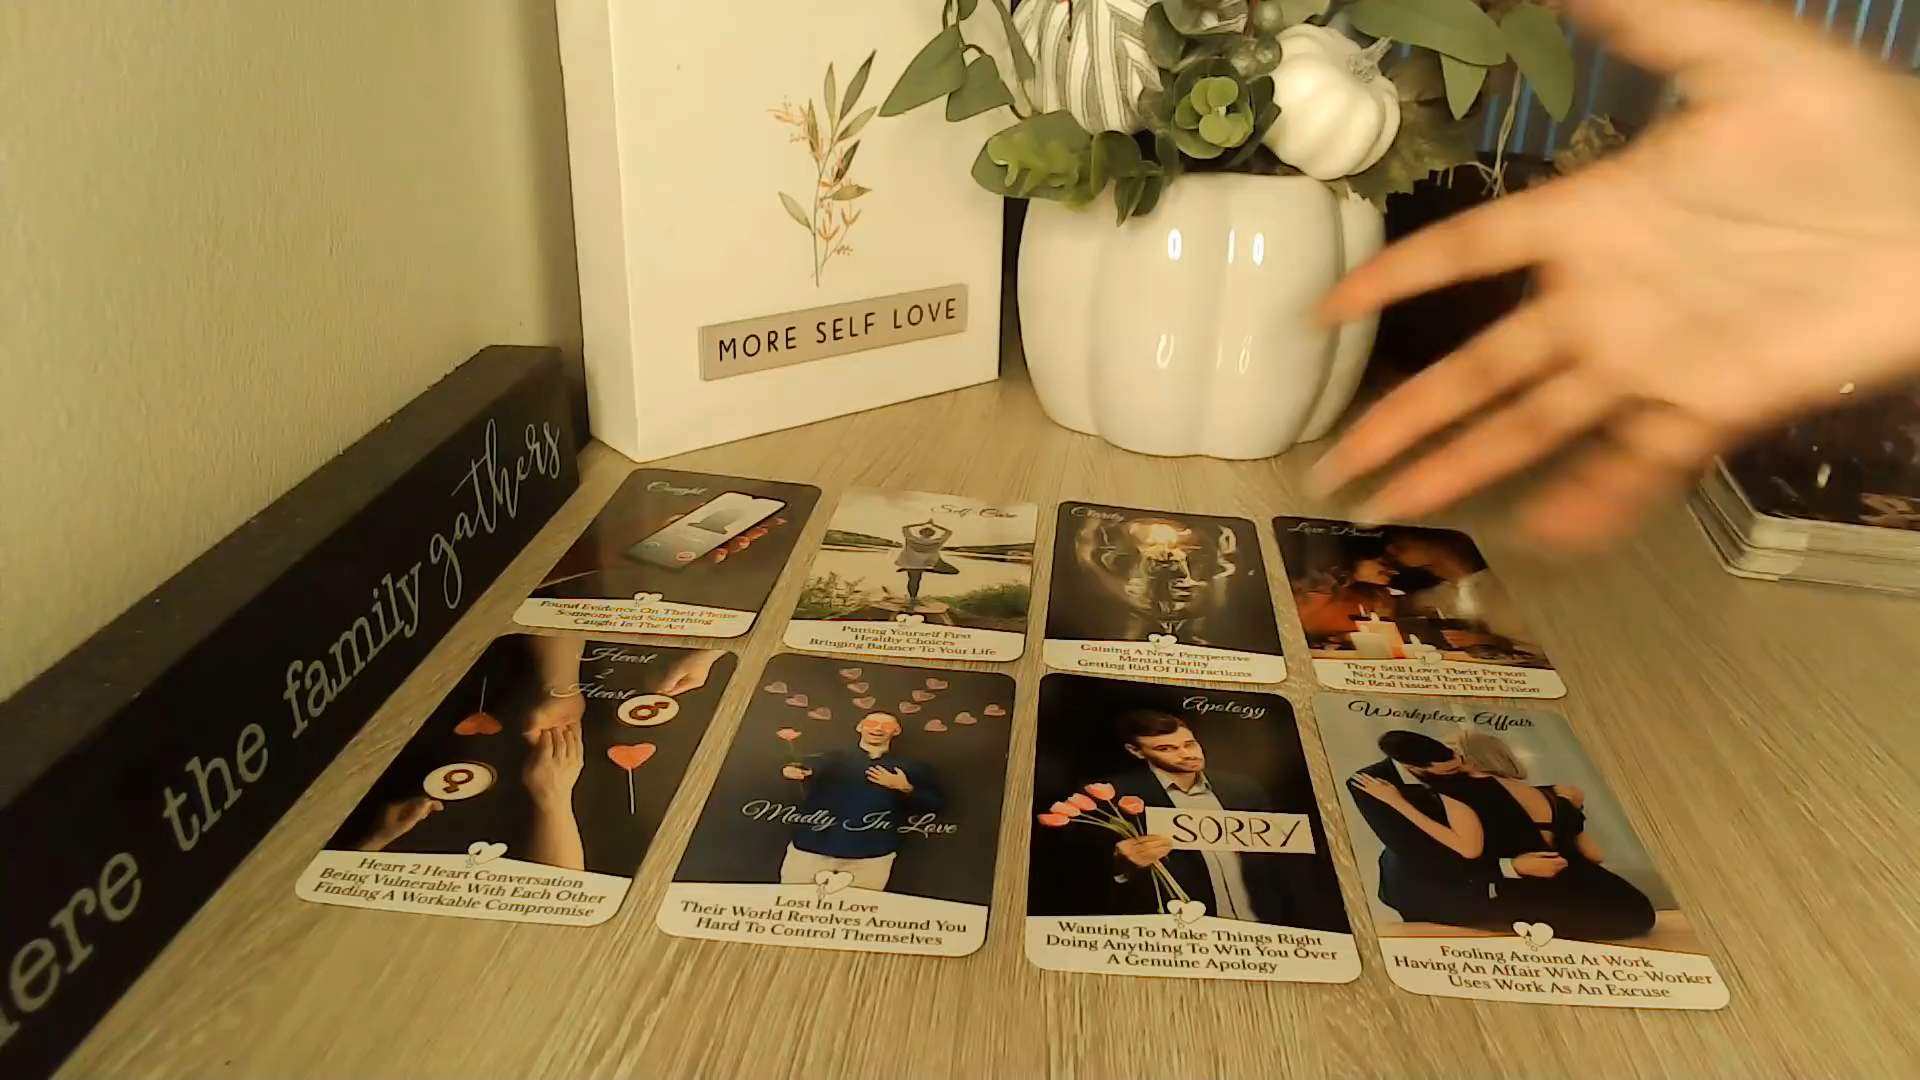 MORE SELF LOVE
here the family gathers
Caught
Found Evidence On Their Phone
Someone Said Something
Caught In The Act
Self-Care
Putting Yourself First
Healthy Choices
Bringing Balance To Your Life
Clarity
Gaining A New Perspective
Mental Clarity
Getting Rid Of Distractions
Love
They Still Love Their Person
Not Leaving Them For You
No Real Issues In Their Union
Heart
2
Heart
Heart 2 Heart Conversation
Being Vulnerable With Each Other
Finding A Workable Compromise
Madly In Love
Lost In Love
Their World Revolves Around You
Hard To Control Themselves
Apology
SORRY
Wanting To Make Things Right
Doing Anything To Win You Over
A Genuine Apology
Workplace Affair
Fooling Around At Work
Having An Affair With A Co-Worker
Uses Work As An Excuse